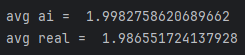 avg ai =  1.9982758620689662
avg real =  1.986551724137928